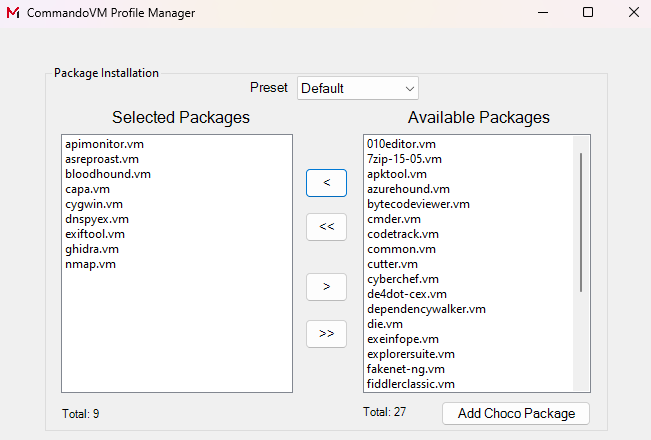 CommandoVM Profile Manager
Package Installation
Preset Default
Selected Packages
apimonitor.vm
asreproast.vm
bloodhound.vm
capa.vm
cygwin.vm
dnspyex.vm
exiftool.vm
ghidra.vm
nmap.vm
Total: 9
<
<<
>
>>
Available Packages
010editor.vm
7zip-15-05.vm
apktool.vm
azurehound.vm
bytecodeviewer.vm
cmder.vm
codetrack.vm
common.vm
cutter.vm
cyberchef.vm
de4dot-cex.vm
dependencywalker.vm
die.vm
exeinfope.vm
explorersuite.vm
fakenet-ng.vm
fiddlerclassic.vm
Total: 27
Add Choco Package